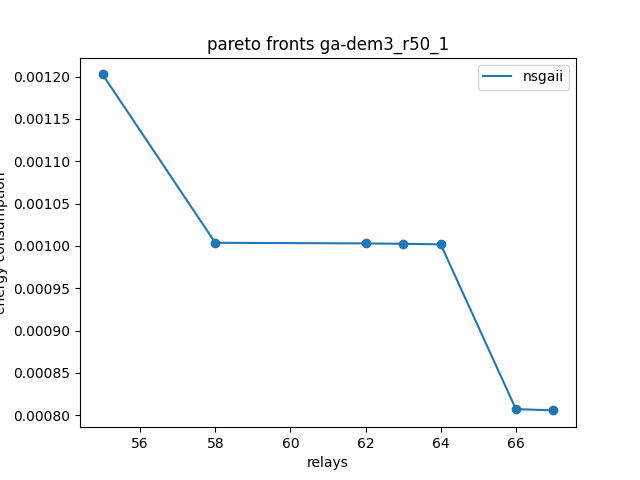 pareto fronts ga-dem3_r50_1
nsgaii
0.00120
0.00115
0.00110
0.00105
0.00100
0.00095
0.00090
0.00085
0.00080
energy consumption
56 58 60 62 64 66
relays